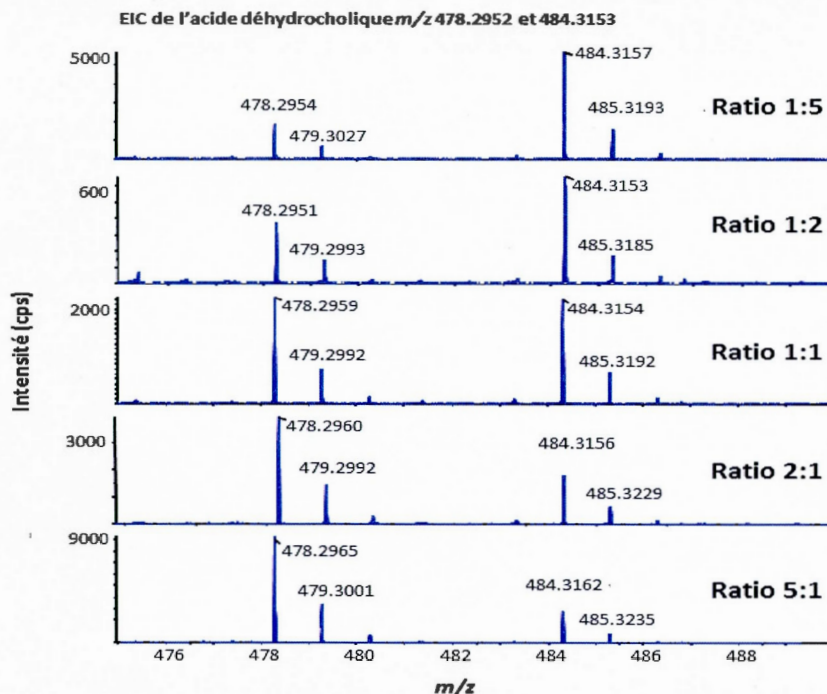 EIC de l'acide déhydrocholique m/z 478.2952 et 484.3153
5000
478.2954
479.3027
484.3157
485.3193
Ratio 1:5
600
478.2951
479.2993
484.3153
485.3185
Ratio 1:2
2000
478.2959
479.2992
484.3154
485.3192
Ratio 1:1
3000
478.2960
479.2992
484.3156
485.3229
Ratio 2:1
9000
478.2965
479.3001
484.3162
485.3235
Ratio 5:1
Intensité (cps)
476 478 480 482 484 486 488
m/z